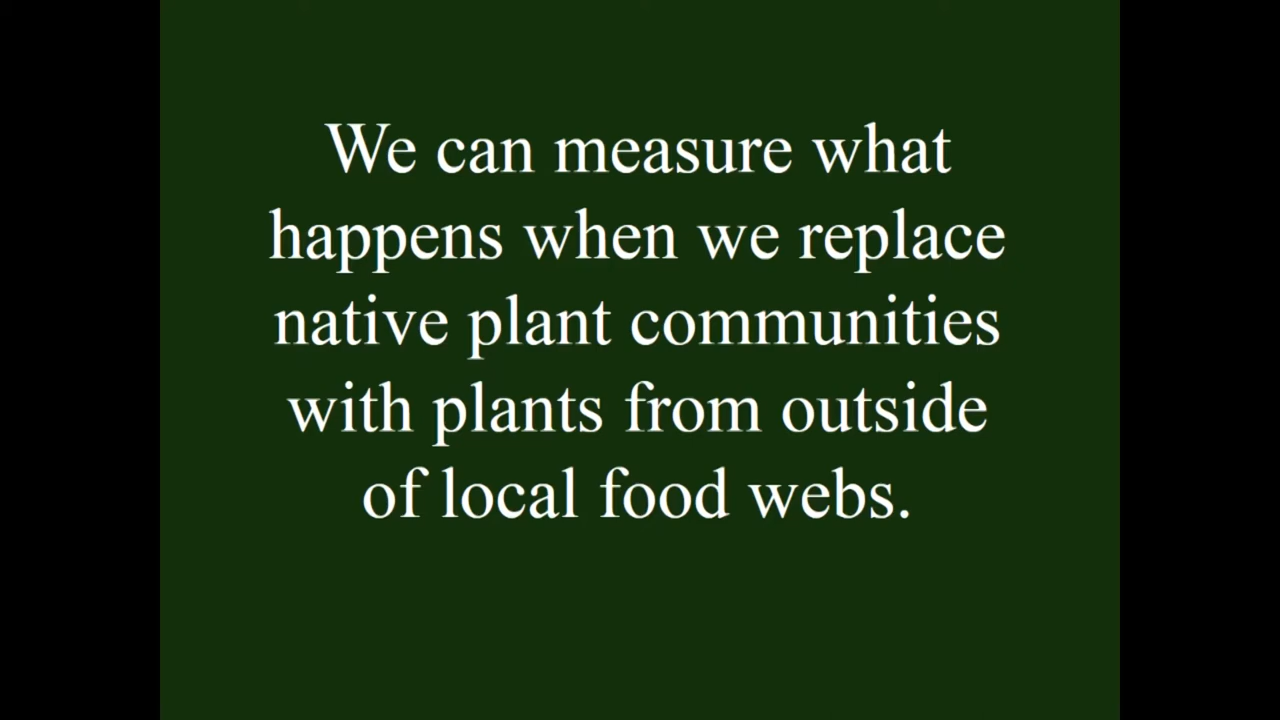 We can measure what
happens when we replace
native plant communities
with plants from outside
of local food webs.